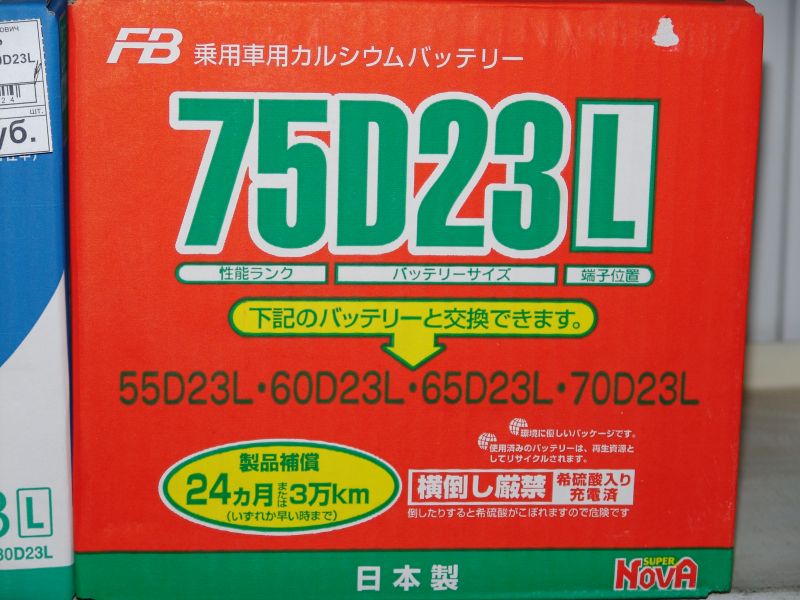 FB 乗用車用カルシウムバッテリー
75D23L
性能ランク バッテリーサイズ 端子位置
下記のバッテリーと交換できます。
55D23L・60D23L・65D23L・70D23L
環境に優しいパッケージです。
使用済みのバッテリーは、再生資源と
してリサイクルされます。
製品補償
24ヵ月または3万km
(いずれか早い時まで)
横倒し厳禁 希硫酸入り
充電済
倒したりすると希硫酸がこぼれますので危険です
日本製
SUPER
NOVA
D23L
24
шт.
уб.
L
80D23L